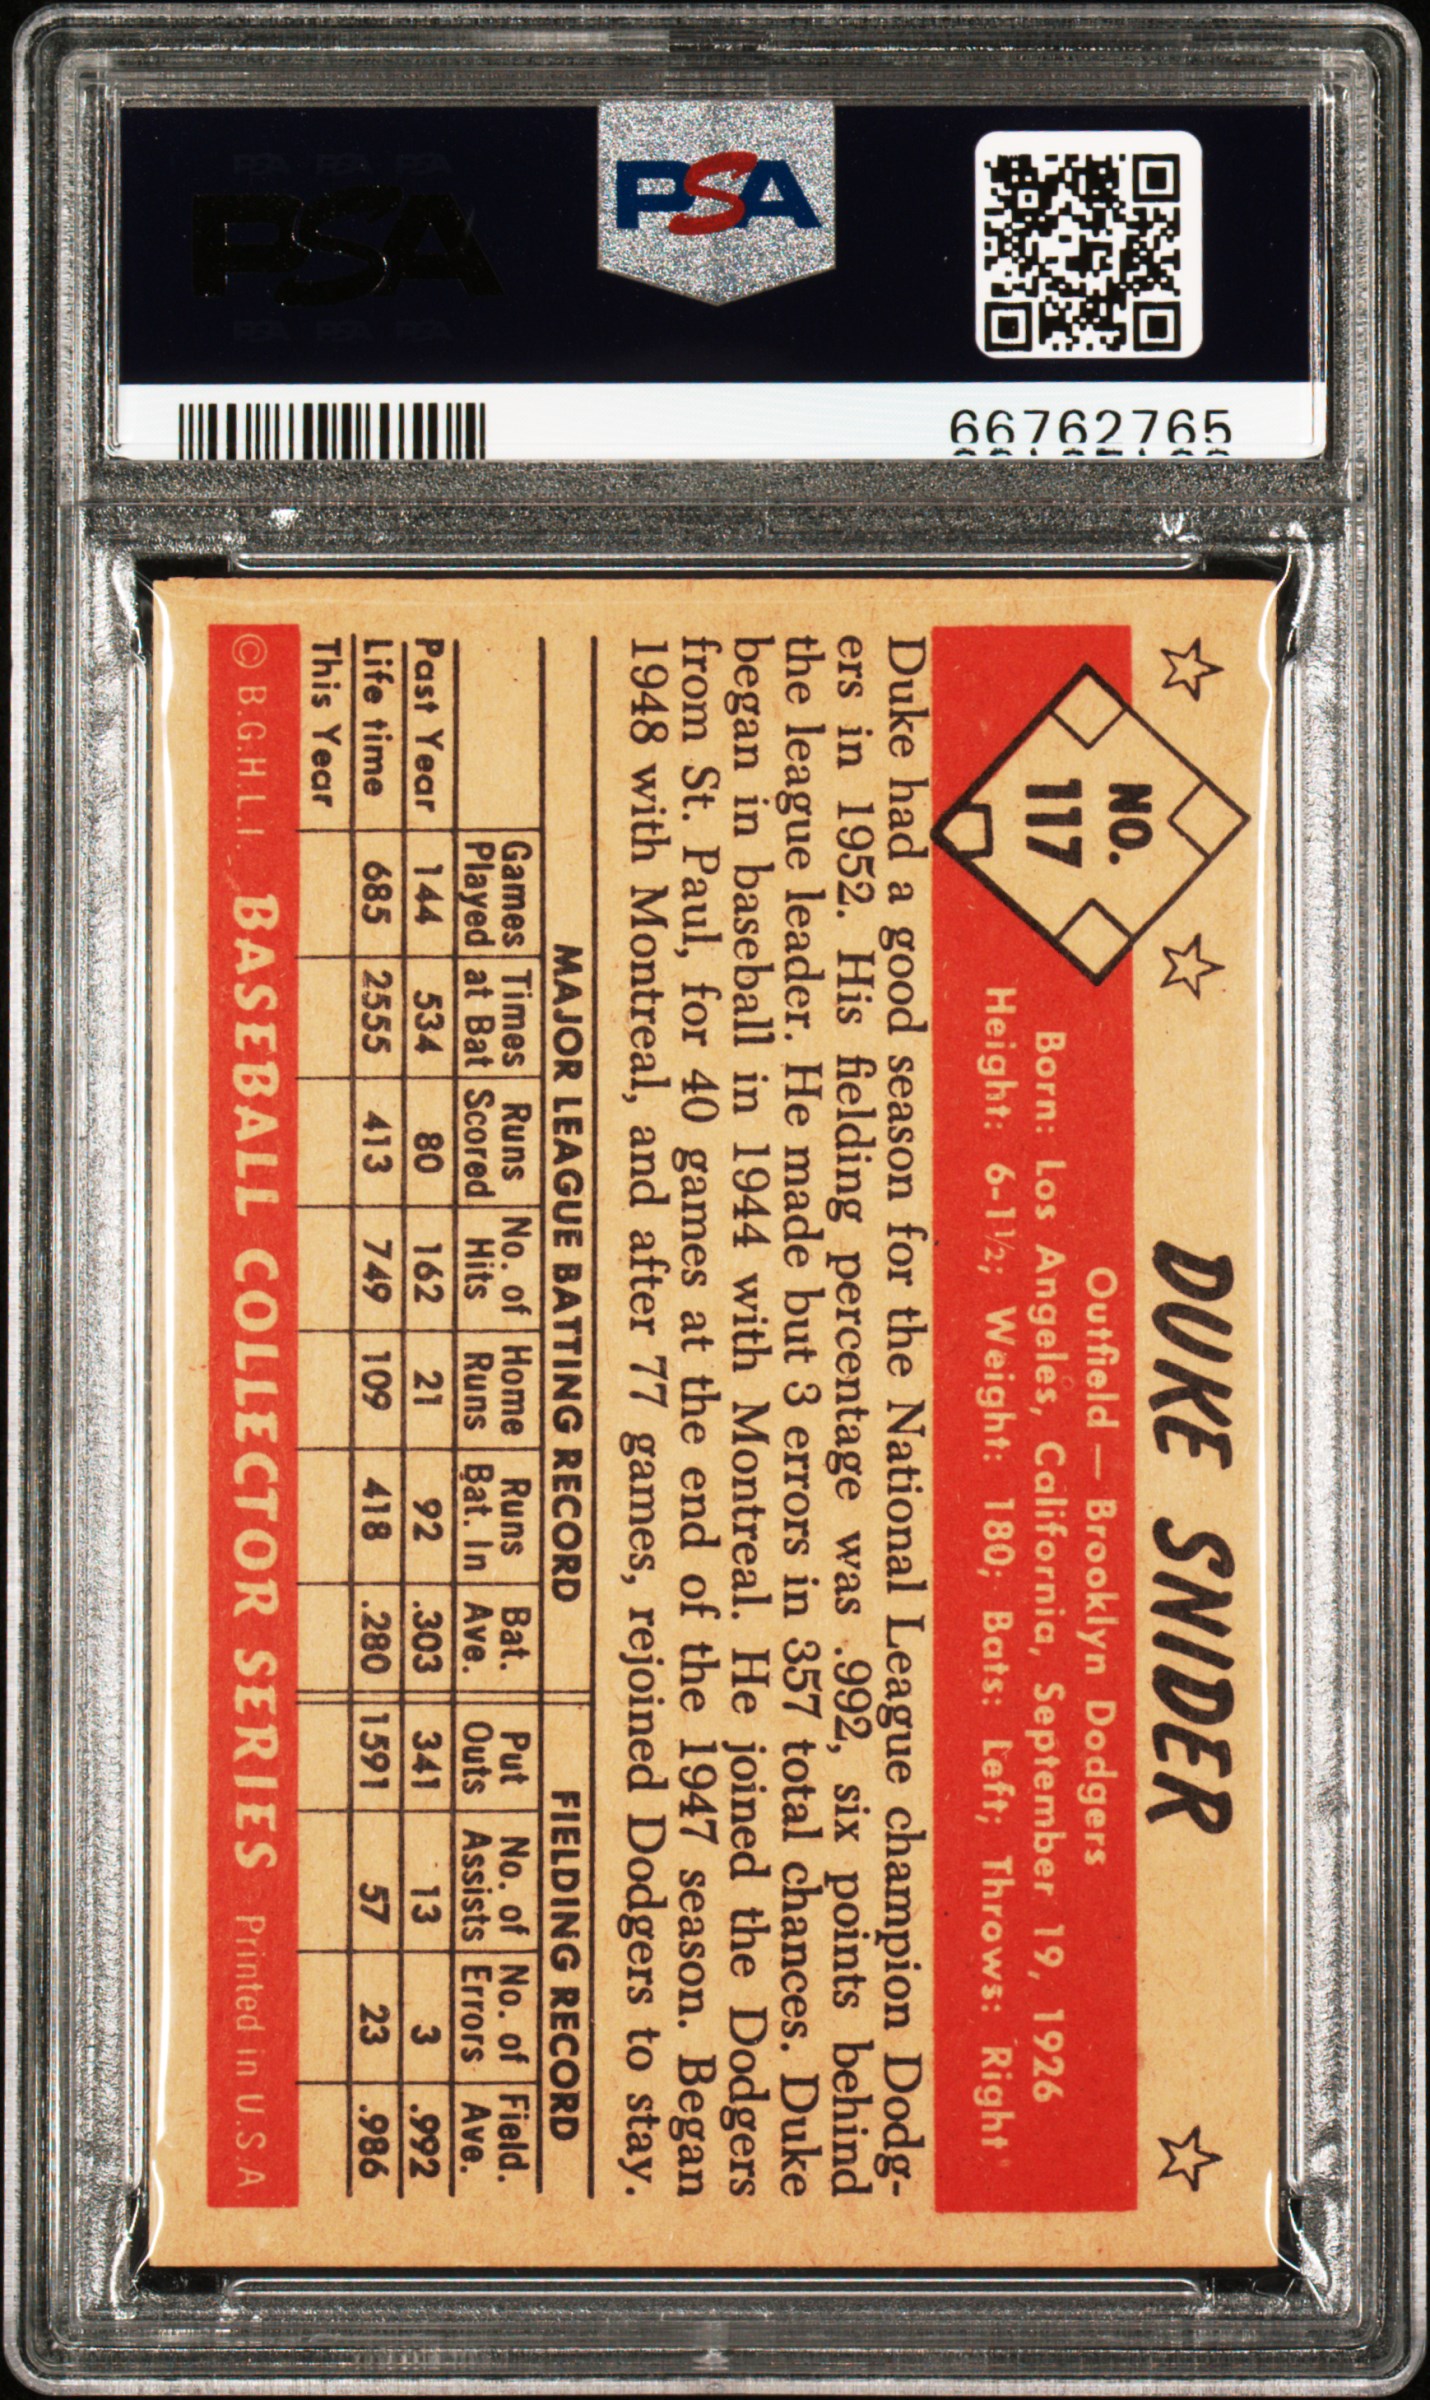 PSA
PSA PSA PSA
PSA
PSA PSA PSA
66762765
DUKE SNIDER
NO.
117
Outfield — Brooklyn Dodgers
Born: Los Angeles, California, September 19, 1926
Height: 6-1½; Weight: 180; Bats: Left; Throws: Right
Duke had a good season for the National League champion Dodg-
ers in 1952. His fielding percentage was .992, six points behind
the league leader. He made but 3 errors in 357 total chances. Duke
began in baseball in 1944 with Montreal. He joined the Dodgers
from St. Paul, for 40 games at the end of the 1947 season. Began
1948 with Montreal, and after 77 games, rejoined Dodgers to stay.
MAJOR LEAGUE BATTING RECORD FIELDING RECORD
Games Times Runs No. of Home Runs Bat. Put No. of No. of Field.
Played at Bat Scored Hits Runs Bat. In Ave. Outs Assists Errors Ave.
Past Year 144 534 80 162 21 92 .303 341 13 3 .992
Life time 685 2555 413 749 109 418 .280 1591 57 23 .986
This Year
© B.G.H.L.I. BASEBALL COLLECTOR SERIES Printed in U.S.A